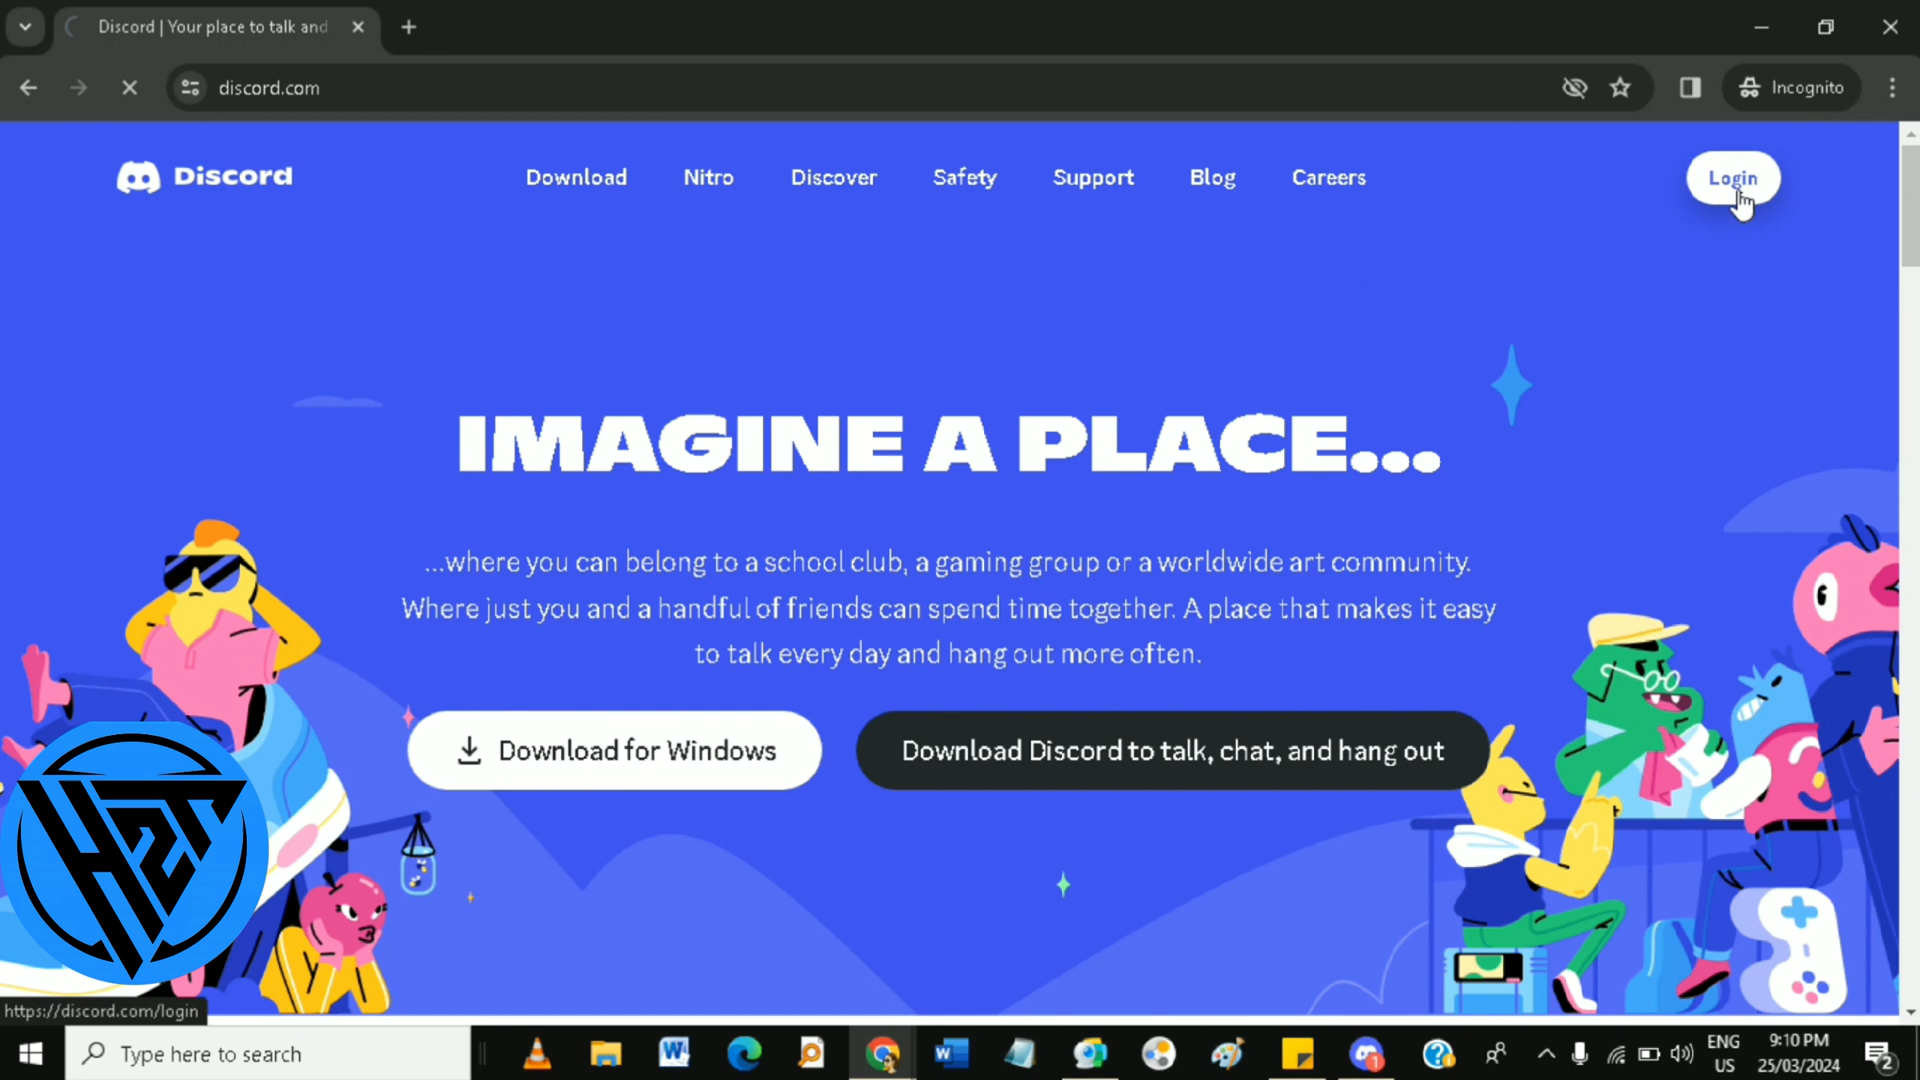 Discord | Your place to talk and
discord.com
Incognito
Discord
Download
Nitro
Discover
Safety
Support
Blog
Careers
Login
IMAGINE A PLACE...
...where you can belong to a school club, a gaming group or a worldwide art community.
Where just you and a handful of friends can spend time together. A place that makes it easy
to talk every day and hang out more often.
Download for Windows
Download Discord to talk, chat, and hang out
H2T
https://discord.com/login
Type here to search
1
ENG
US
9:10 PM
25/03/2024
2